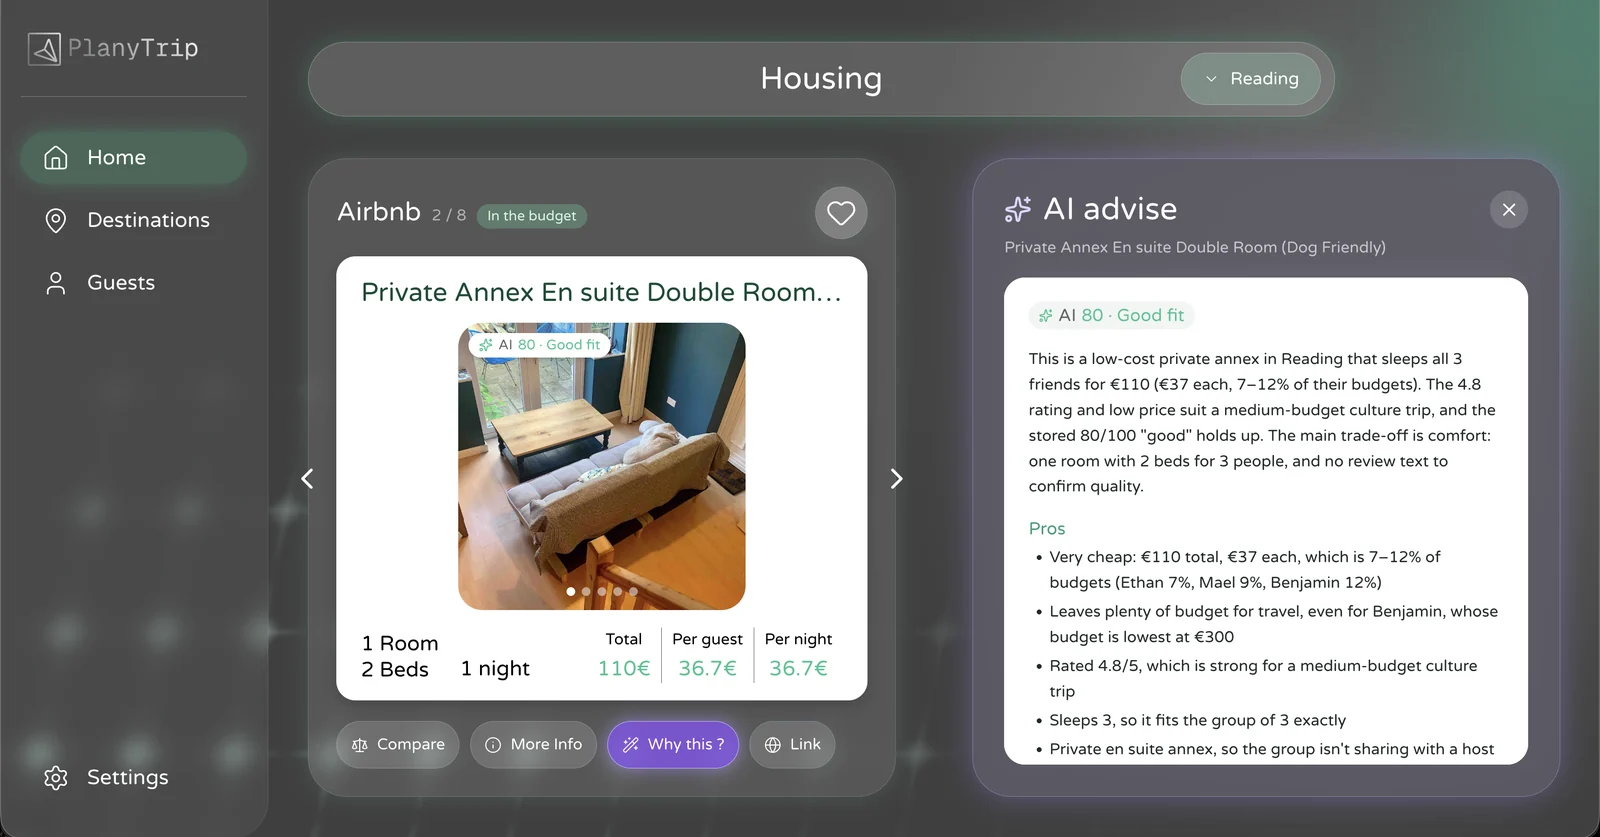 PlanyTrip
Home
Destinations
Guests
Settings
Housing
Reading
Airbnb 2 / 8 In the budget
Private Annex En suite Double Room...
AI 80 · Good fit
1 Room
2 Beds
1 night
Total
110€
Per guest
36.7€
Per night
36.7€
Compare
More Info
Why this ?
Link
AI advise
Private Annex En suite Double Room (Dog Friendly)
AI 80 · Good fit
This is a low-cost private annex in Reading that sleeps all 3
friends for €110 (€37 each, 7–12% of their budgets). The 4.8
rating and low price suit a medium-budget culture trip, and the
stored 80/100 "good" holds up. The main trade-off is comfort:
one room with 2 beds for 3 people, and no review text to
confirm quality.
Pros
• Very cheap: €110 total, €37 each, which is 7–12% of
budgets (Ethan 7%, Mael 9%, Benjamin 12%)
• Leaves plenty of budget for travel, even for Benjamin, whose
budget is lowest at €300
• Rated 4.8/5, which is strong for a medium-budget culture
trip
• Sleeps 3, so it fits the group of 3 exactly
• Private en suite annex, so the group isn't sharing with a host